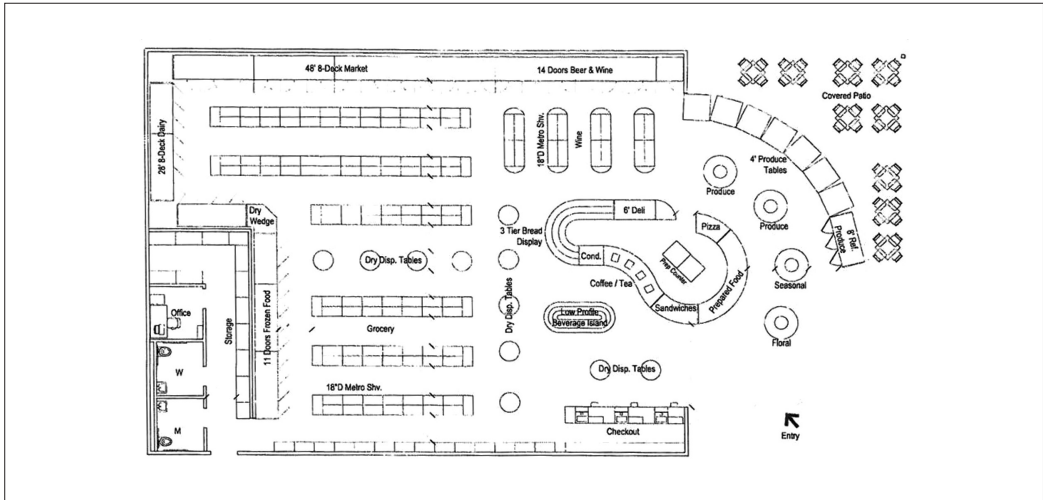 48' 8-Deck Market
14 Doors Beer & Wine
Covered Patio
28' 8-Deck Dairy
18"D Metro Shv.
Wine
4' Produce
Tables
Produce
Produce
Dry
Wedge
3 Tier Bread
Display
6' Deli
Pizza
8' Ref.
Produce
Cond.
Prep Counter
Dry Disp. Tables
Coffee / Tea
Prepared Food
Seasonal
Sandwiches
Office
Storage
11 Doors Frozen Food
Grocery
Dry Disp. Tables
Low Profile
Beverage Island
Floral
W
Dry Disp. Tables
18"D Metro Shv.
M
Checkout
Entry